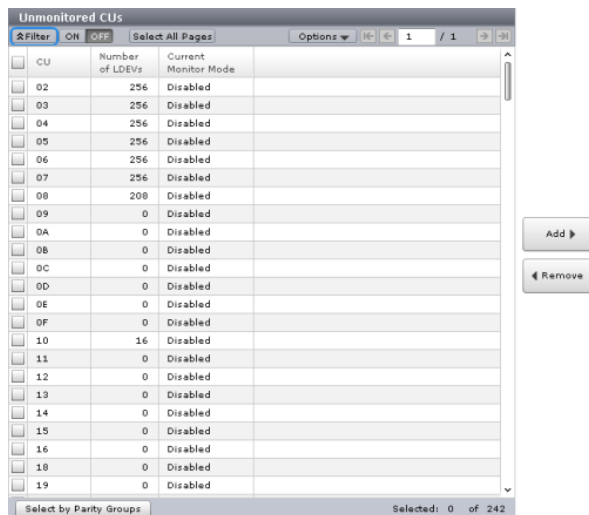 Unmonitored CUs
Filter ON OFF Select All Pages Options 1 / 1
CU Number of LDEVs Current Monitor Mode
02 256 Disabled
03 256 Disabled
04 256 Disabled
05 256 Disabled
06 256 Disabled
07 256 Disabled
08 208 Disabled
09 0 Disabled
0A 0 Disabled
0B 0 Disabled
0C 0 Disabled
0D 0 Disabled
0E 0 Disabled
0F 0 Disabled
10 16 Disabled
11 0 Disabled
12 0 Disabled
13 0 Disabled
14 0 Disabled
15 0 Disabled
16 0 Disabled
18 0 Disabled
19 0 Disabled
Select by Parity Groups Selected: 0 of 242
Add
Remove